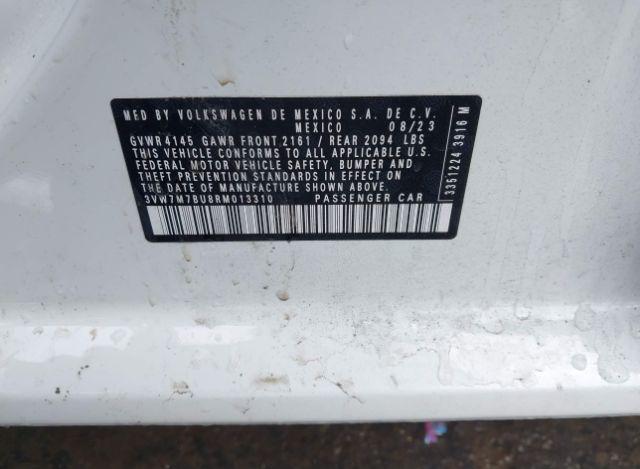 MFD BY VOLKSWAGEN DE MEXICO S.A. DE C.V.
MEXICO 08/23
GVWR 4145 GAWR FRONT 2161 / REAR 2094 LBS
THIS VEHICLE CONFORMS TO ALL APPLICABLE U.S.
FEDERAL MOTOR VEHICLE SAFETY, BUMPER AND
THEFT PREVENTION STANDARDS IN EFFECT ON
THE DATE OF MANUFACTURE SHOWN ABOVE.
3VW7M7BU8RM013310 PASSENGER CAR
3351224 3916 M